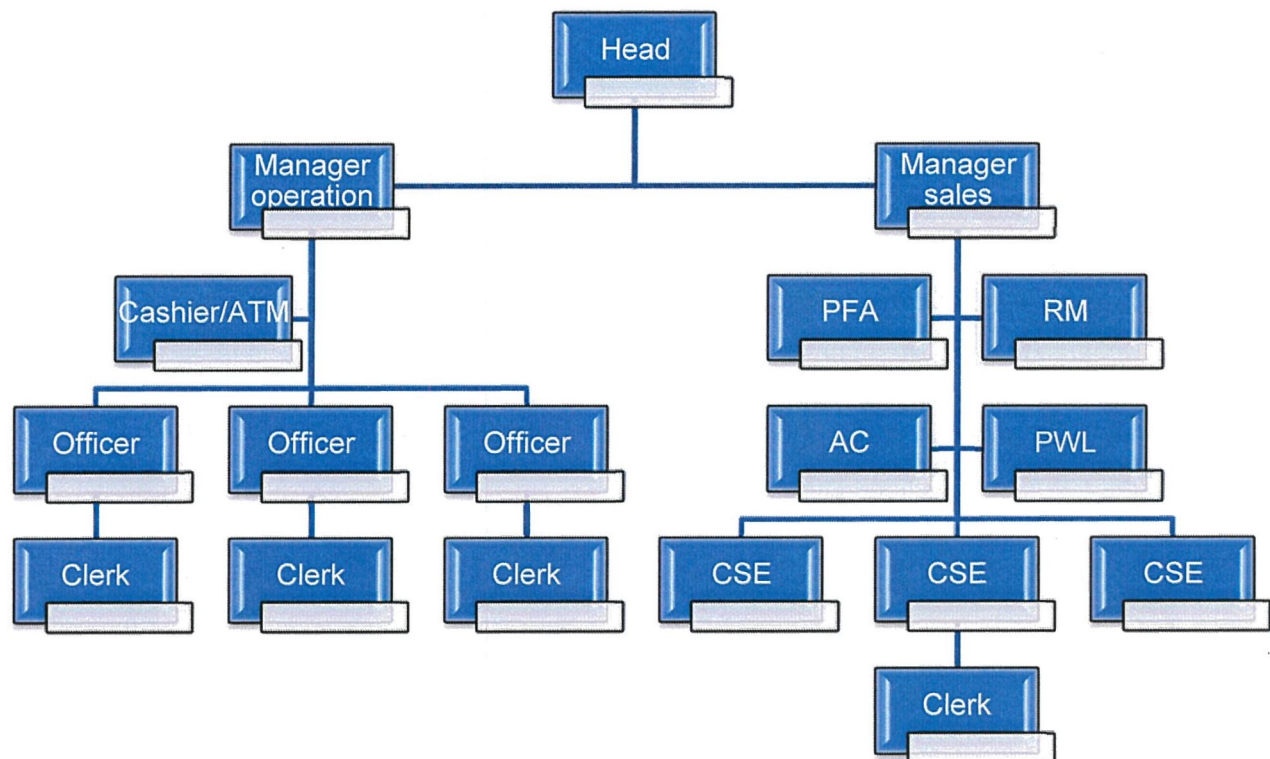 Head
Manager
operation
Manager
sales
Cashier/ATM
PFA
RM
Officer
Officer
Officer
AC
PWL
Clerk
Clerk
Clerk
CSE
CSE
CSE
Clerk